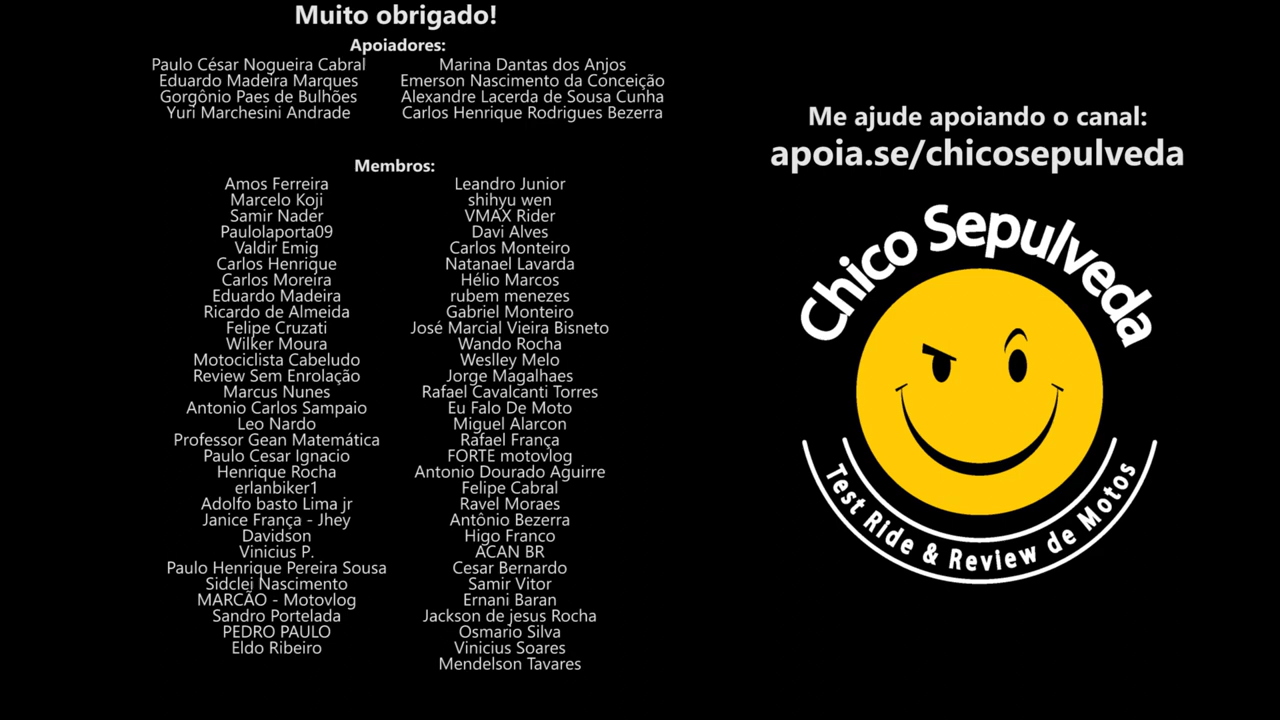 Muito obrigado!
Apoiadores:
Paulo César Nogueira Cabral
Eduardo Madeira Marques
Gorgônio Paes de Bulhões
Yuri Marchesini Andrade
Marina Dantas dos Anjos
Emerson Nascimento da Conceição
Alexandre Lacerda de Sousa Cunha
Carlos Henrique Rodrigues Bezerra
Membros:
Amos Ferreira
Marcelo Koji
Samir Nader
Paulolaporta09
Valdir Emig
Carlos Henrique
Carlos Moreira
Eduardo Madeira
Ricardo de Almeida
Felipe Cruzati
Wilker Moura
Motociclista Cabeludo
Review Sem Enrolação
Marcus Nunes
Antonio Carlos Sampaio
Leo Nardo
Professor Gean Matemática
Paulo Cesar Ignacio
Henrique Rocha
erlanbiker1
Adolfo basto Lima jr
Janice França - Jhey
Davidson
Vinicius P.
Paulo Henrique Pereira Sousa
Sidclei Nascimento
MARCÃO - Motovlog
Sandro Portelada
PEDRO PAULO
Eldo Ribeiro
Leandro Junior
shihyu wen
VMAX Rider
Davi Alves
Carlos Monteiro
Natanael Lavarda
Hélio Marcos
rubem menezes
Gabriel Monteiro
José Marcial Vieira Bisneto
Wando Rocha
Weslley Melo
Jorge Magalhaes
Rafael Cavalcanti Torres
Eu Falo De Moto
Miguel Alarcon
Rafael França
FORTE motovlog
Antonio Dourado Aguirre
Felipe Cabral
Ravel Moraes
Antônio Bezerra
Higo Franco
ACAN BR
Cesar Bernardo
Samir Vitor
Ernani Baran
Jackson de jesus Rocha
Osmario Silva
Vinicius Soares
Mendelson Tavares
Me ajude apoiando o canal:
apoia.se/chicosepulveda
Chico Sepulveda
Test Ride & Review de Motos